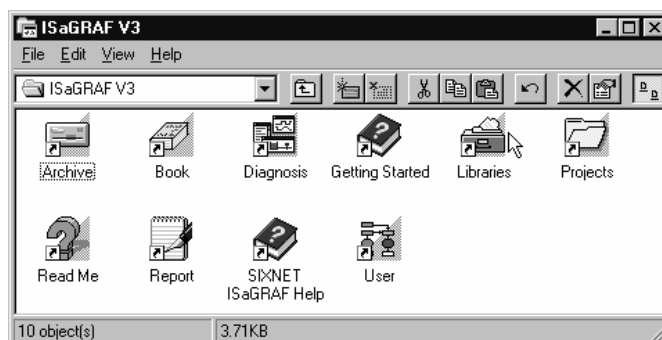 ISaGRAF V3
File Edit View Help
ISaGRAF V3
Archive Book Diagnosis Getting Started Libraries Projects
Read Me Report SIXNET ISaGRAF Help User
10 object(s) 3.71KB